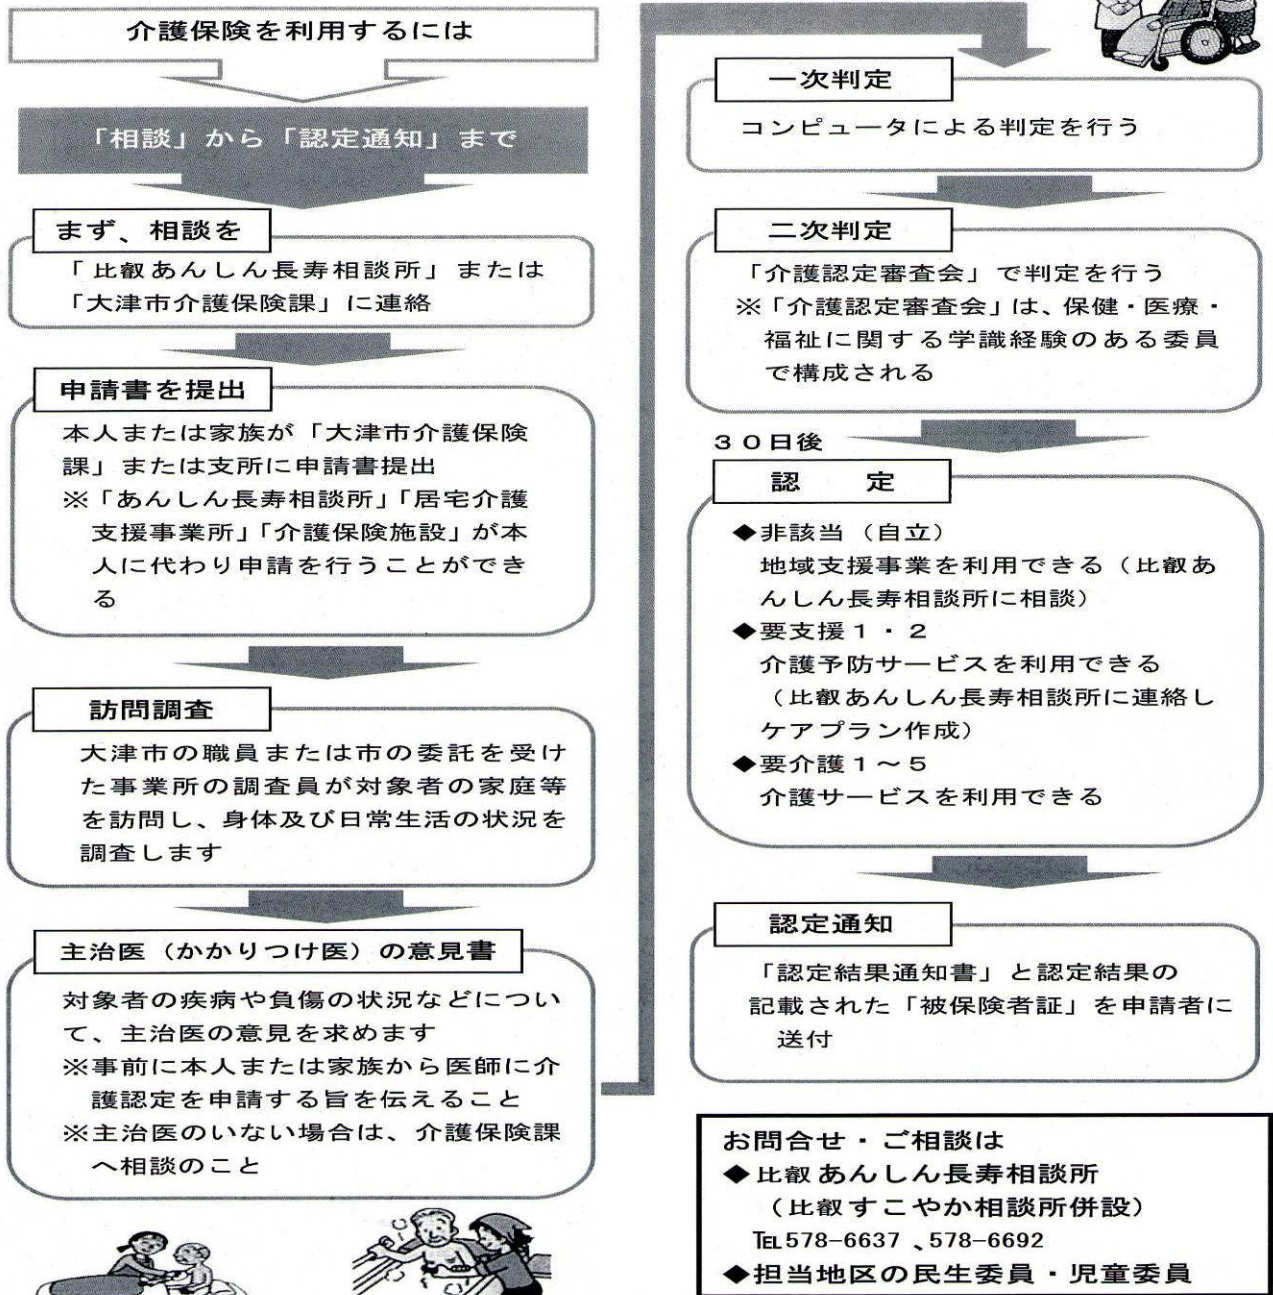 介護保険を利用するには
「相談」から「認定通知」まで
まず、相談を
「比叡あんしん長寿相談所」または
「大津市介護保険課」に連絡
申請書を提出
本人または家族が「大津市介護保険
課」または支所に申請書提出
※「あんしん長寿相談所」「居宅介護
支援事業所」「介護保険施設」が本
人に代わり申請を行うことができ
る
訪問調査
大津市の職員または市の委託を受け
た事業所の調査員が対象者の家庭等
を訪問し、身体及び日常生活の状況を
調査します
主治医（かかりつけ医）の意見書
対象者の疾病や負傷の状況などについ
て、主治医の意見を求めます
※事前に本人または家族から医師に介
護認定を申請する旨を伝えること
※主治医のいない場合は、介護保険課
へ相談のこと
一次判定
コンピュータによる判定を行う
二次判定
「介護認定審査会」で判定を行う
※「介護認定審査会」は、保健・医療・
福祉に関する学識経験のある委員
で構成される
３０日後
認　定
◆非該当（自立）
地域支援事業を利用できる（比叡あ
んしん長寿相談所に相談）
◆要支援１・２
介護予防サービスを利用できる
（比叡あんしん長寿相談所に連絡し
ケアプラン作成）
◆要介護１～５
介護サービスを利用できる
認定通知
「認定結果通知書」と認定結果の
記載された「被保険者証」を申請者に
送付
お問合せ・ご相談は
◆比叡あんしん長寿相談所
（比叡すこやか相談所併設）
℡578-6637 、578-6692
◆担当地区の民生委員・児童委員